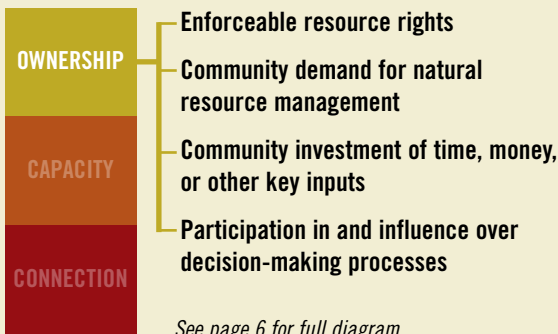 OWNERSHIP
Enforceable resource rights
Community demand for natural
resource management
Community investment of time, money,
or other key inputs
Participation in and influence over
decision-making processes
CAPACITY
CONNECTION
See page 6 for full diagram